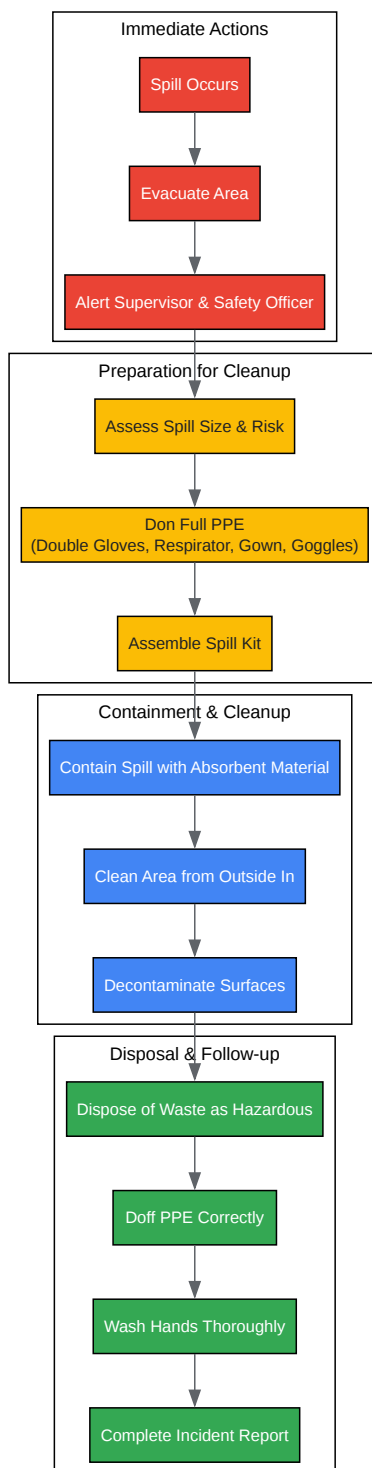 Immediate Actions
Spill Occurs
Evacuate Area
Alert Supervisor & Safety Officer
Preparation for Cleanup
Assess Spill Size & Risk
Don Full PPE
(Double Gloves, Respirator, Gown, Goggles)
Assemble Spill Kit
Containment & Cleanup
Contain Spill with Absorbent Material
Clean Area from Outside In
Decontaminate Surfaces
Disposal & Follow-up
Dispose of Waste as Hazardous
Doff PPE Correctly
Wash Hands Thoroughly
Complete Incident Report